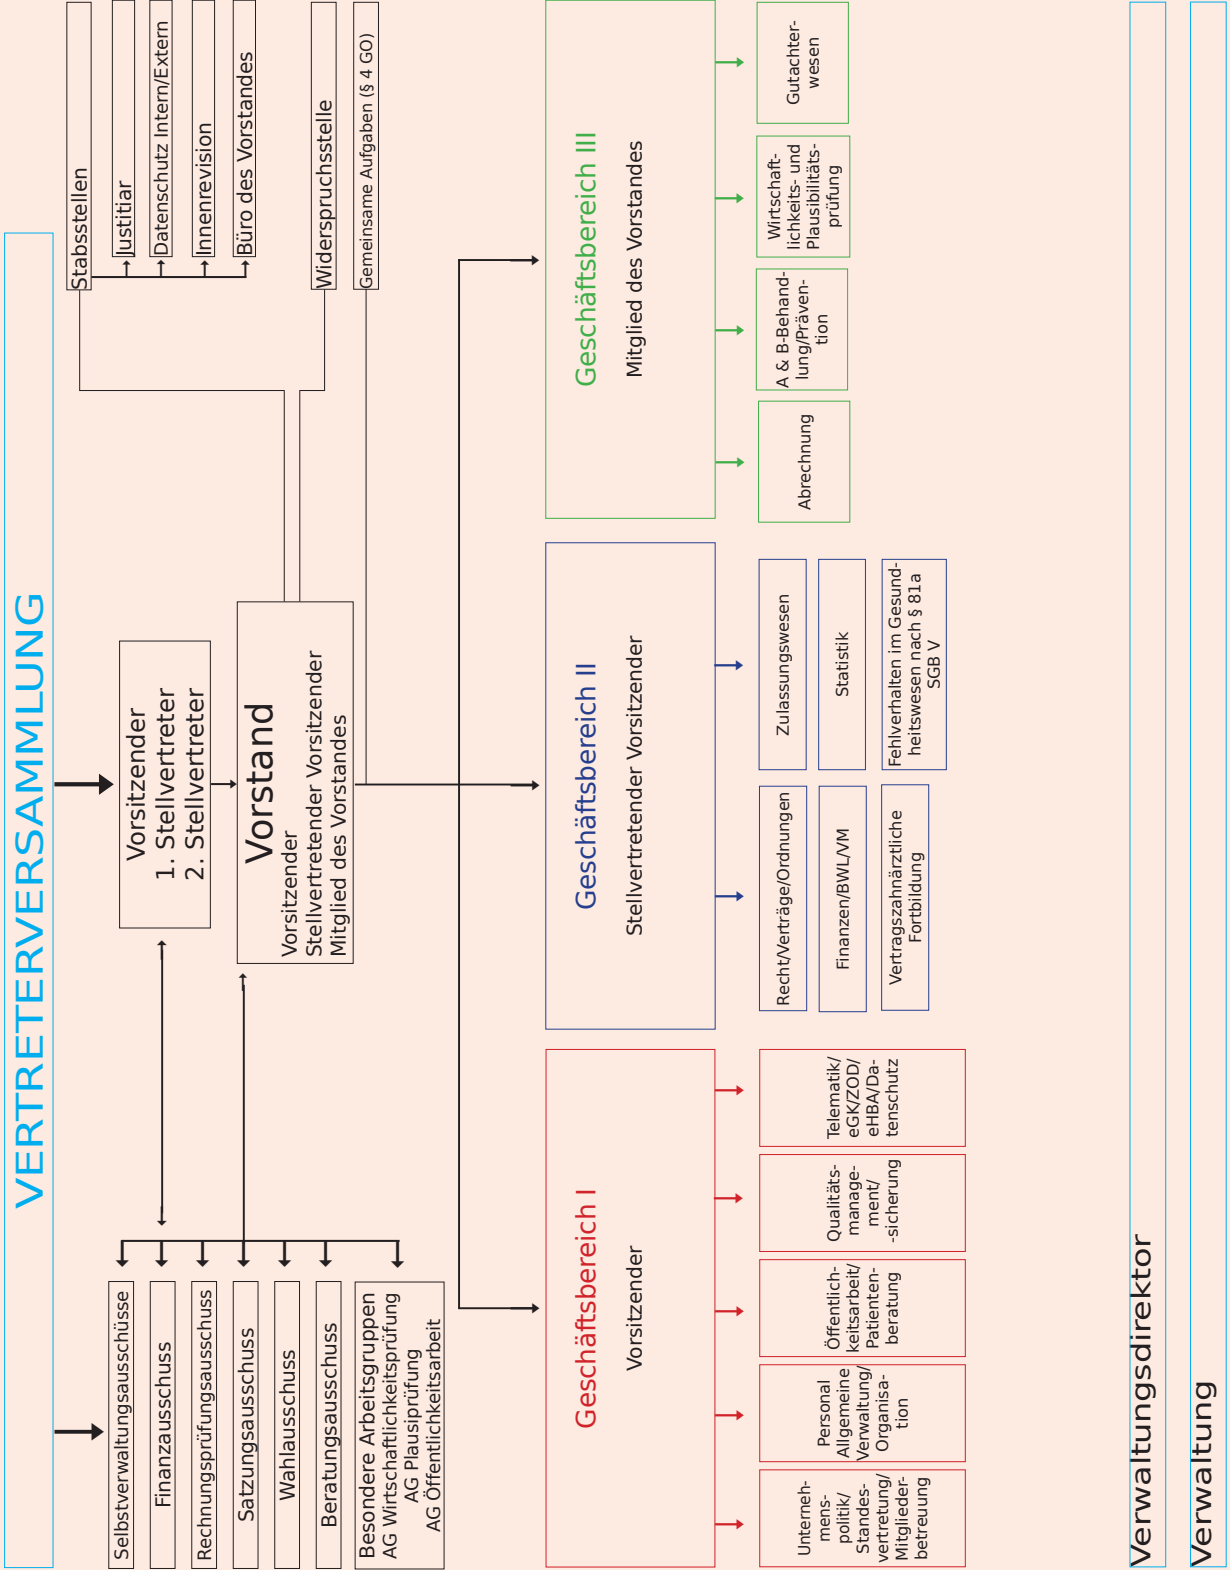 VERTRETERVERSAMMLUNG
Selbstverwaltungsausschüsse
Finanzausschuss
Rechnungsprüfungsausschuss
Satzungsausschuss
Wahlausschuss
Beratungsausschuss
Besondere Arbeitsgruppen
AG Wirtschaftlichkeitsprüfung
AG Plausiprüfung
AG Öffentlichkeitsarbeit
Vorsitzender
1. Stellvertreter
2. Stellvertreter
Vorstand
Vorsitzender
Stellvertretender Vorsitzender
Mitglied des Vorstandes
Stabsstellen
Justitiar
Datenschutz Intern/Extern
Innenrevision
Büro des Vorstandes
Widerspruchsstelle
Gemeinsame Aufgaben (§ 4 GO)
Geschäftsbereich I
Vorsitzender
Unterneh-
mens-
politik/
Standes-
vertretung/
Mitglieder-
betreuung
Personal
Allgemeine
Verwaltung/
Organisa-
tion
Öffentlich-
keitsarbeit/
Patienten-
beratung
Qualitäts-
manage-
ment/
-sicherung
Telematik/
eGK/ZOD/
eHBA/Da-
tenschutz
Geschäftsbereich II
Stellvertretender Vorsitzender
Recht/Verträge/Ordnungen
Finanzen/BWL/VM
Vertragszahnärztliche
Fortbildung
Zulassungswesen
Statistik
Fehlverhalten im Gesund-
heitswesen nach § 81a
SGB V
Geschäftsbereich III
Mitglied des Vorstandes
Abrechnung
A & B-Behand-
lung/Präven-
tion
Wirtschaft-
lichkeits- und
Plausibilitäts-
prüfung
Gutachter-
wesen
Verwaltungsdirektor
Verwaltung